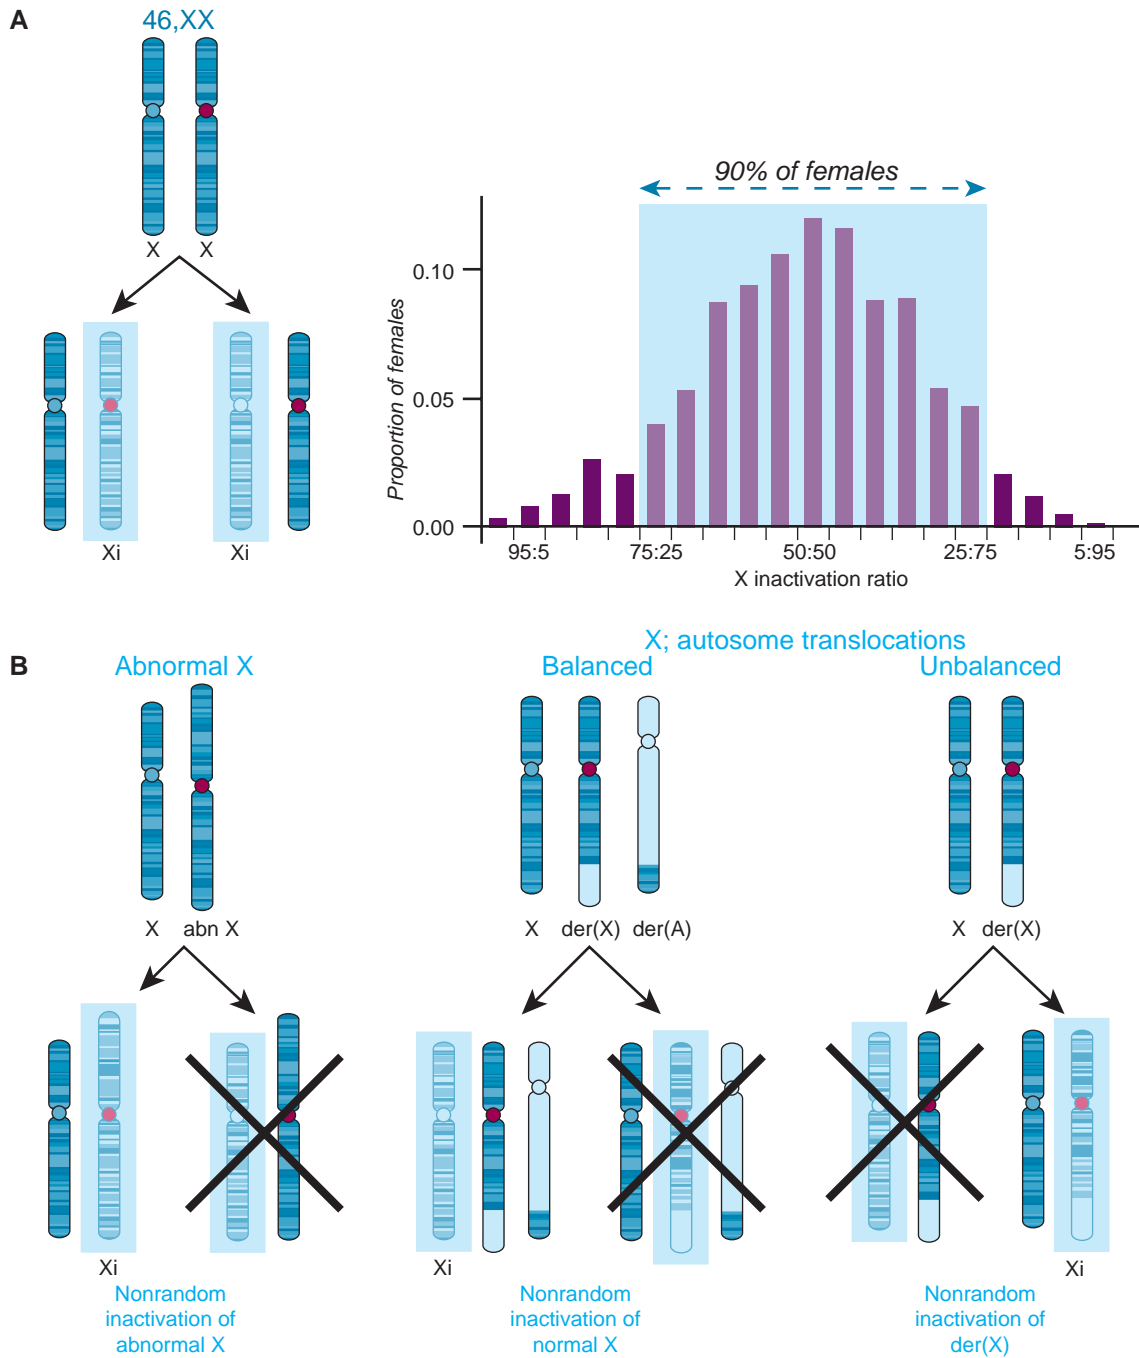 A
46,XX
X X
Xi Xi
90% of females
Proportion of females
0.10
0.05
0.00
95:5 75:25 50:50 25:75 5:95
X inactivation ratio
X; autosome translocations
B
Abnormal X
Balanced
Unbalanced
X abn X
X der(X) der(A)
X der(X)
Xi
Nonrandom
inactivation of
abnormal X
Xi
Nonrandom
inactivation of
normal X
Xi
Nonrandom
inactivation of
der(X)